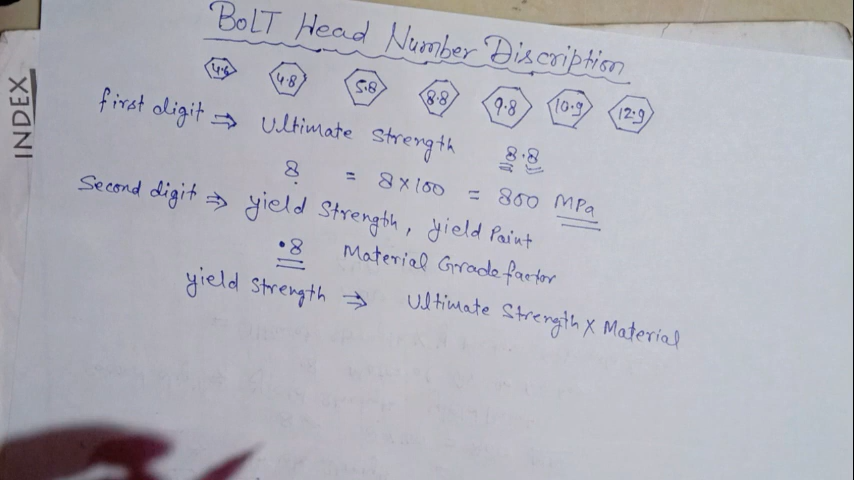 INDEX
BoLT Head Number Discription
4.6 4.8 5.8 8.8 9.8 10.9 12.9
first digit ⇒ Ultimate Strength 8.8
8 = 8×100 = 800 MPa
Second digit ⇒ yield Strength, yield Paint
.8 Material Grade factor
yield Strength ⇒ Ultimate Strength × Material